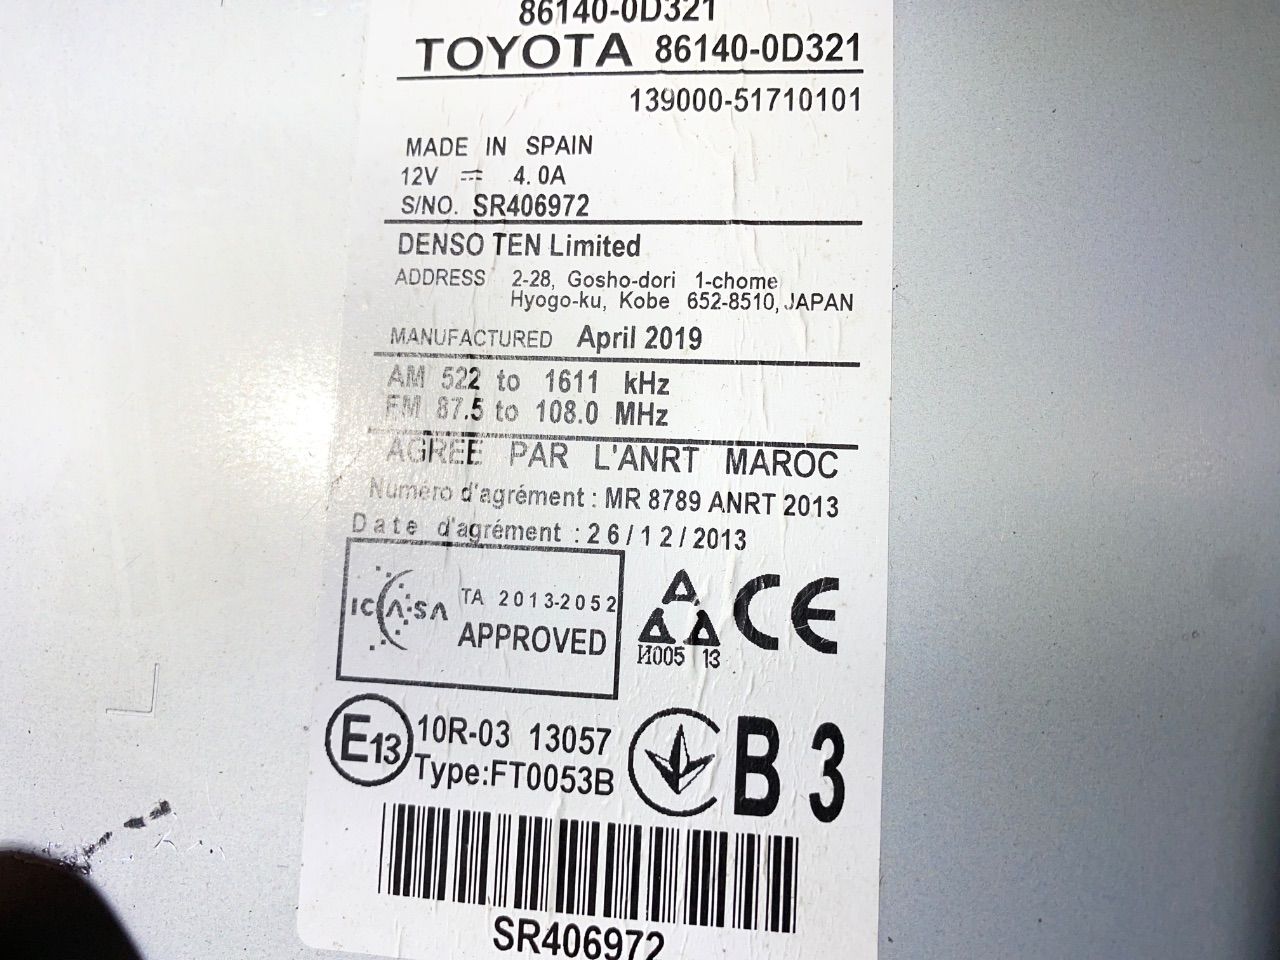 86140-0D321
TOYOTA 86140-0D321
139000-51710101
MADE IN SPAIN
12V ⎓ 4.0A
S/NO. SR406972
DENSO TEN Limited
ADDRESS 2-28, Gosho-dori 1-chome
Hyogo-ku, Kobe 652-8510, JAPAN
MANUFACTURED April 2019
AM 522 to 1611 kHz
FM 87.5 to 108.0 MHz
AGREE PAR L'ANRT MAROC
Numéro d'agrément : MR 8789 ANRT 2013
Date d'agrément : 26/12/2013
ICASA TA 2013-2052
APPROVED
И005 13
CE
E13 10R-03 13057
Type:FT0053B
B 3
SR406972